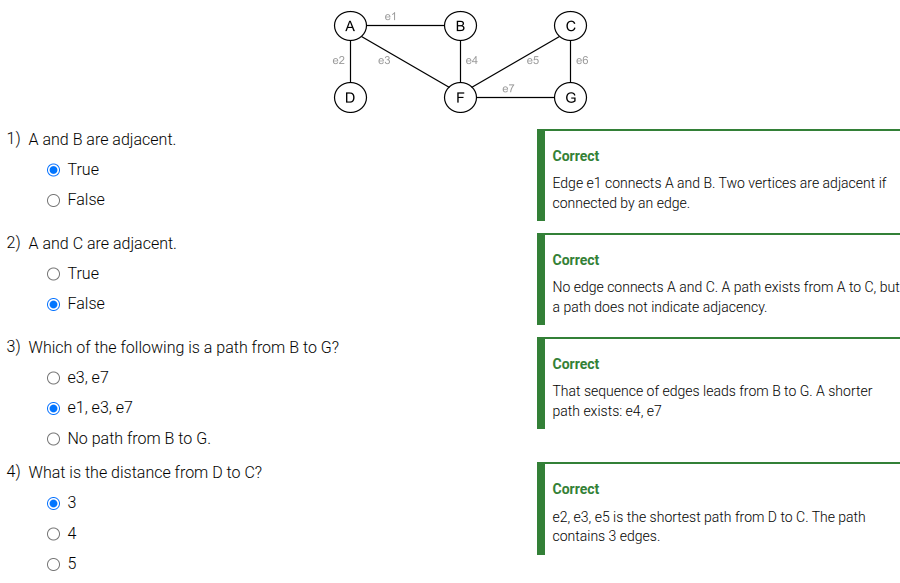 e1
A
B
C
e2
e3
e4
e5
e6
e7
D
F
G
1) A and B are adjacent.
True
False
Correct
Edge e1 connects A and B. Two vertices are adjacent if
connected by an edge.
2) A and C are adjacent.
True
False
Correct
No edge connects A and C. A path exists from A to C, but
a path does not indicate adjacency.
3) Which of the following is a path from B to G?
e3, e7
e1, e3, e7
No path from B to G.
Correct
That sequence of edges leads from B to G. A shorter
path exists: e4, e7
4) What is the distance from D to C?
3
4
5
Correct
e2, e3, e5 is the shortest path from D to C. The path
contains 3 edges.